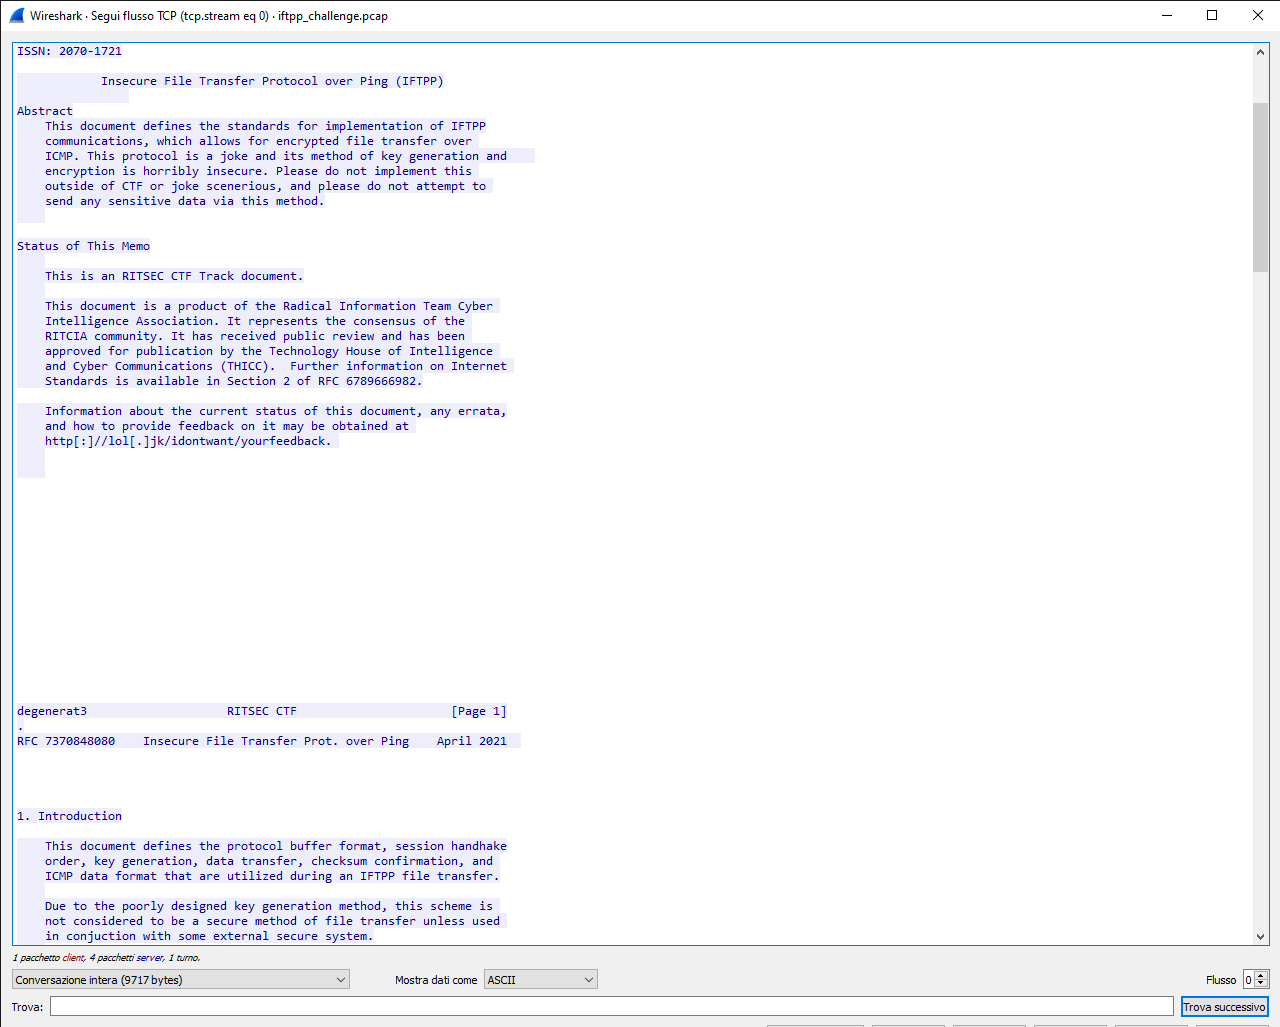 Wireshark · Segui flusso TCP (tcp.stream eq 0) · iftpp_challenge.pcap
ISSN: 2070-1721
Insecure File Transfer Protocol over Ping (IFTPP)
Abstract
This document defines the standards for implementation of IFTPP
communications, which allows for encrypted file transfer over
ICMP. This protocol is a joke and its method of key generation and
encryption is horribly insecure. Please do not implement this
outside of CTF or joke scenerious, and please do not attempt to
send any sensitive data via this method.
Status of This Memo
This is an RITSEC CTF Track document.
This document is a product of the Radical Information Team Cyber
Intelligence Association. It represents the consensus of the
RITCIA community. It has received public review and has been
approved for publication by the Technology House of Intelligence
and Cyber Communications (THICC).  Further information on Internet
Standards is available in Section 2 of RFC 6789666982.
Information about the current status of this document, any errata,
and how to provide feedback on it may be obtained at
http[:]//lol[.]jk/idontwant/yourfeedback.
degenerat3 RITSEC CTF [Page 1]
.
RFC 7370848080 Insecure File Transfer Prot. over Ping April 2021
1. Introduction
This document defines the protocol buffer format, session handhake
order, key generation, data transfer, checksum confirmation, and
ICMP data format that are utilized during an IFTPP file transfer.
Due to the poorly designed key generation method, this scheme is
not considered to be a secure method of file transfer unless used
in conjuction with some external secure system.
1 pacchetto client, 4 pacchetti server, 1 turno.
Conversazione intera (9717 bytes) Mostra dati come ASCII Flusso 0
Trova: Trova successivo